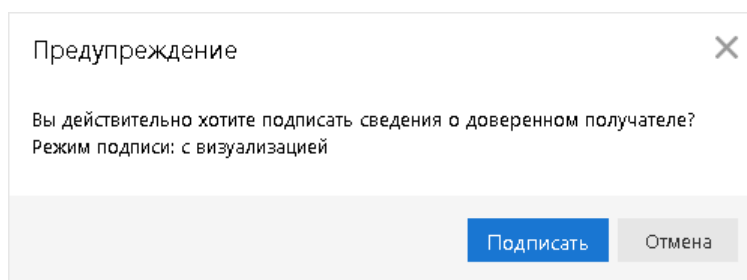 Предупреждение
Вы действительно хотите подписать сведения о доверенном получателе?
Режим подписи: с визуализацией
Подписать
Отмена